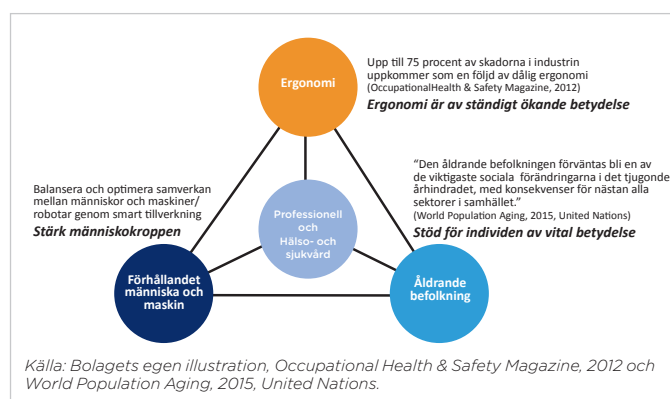 Ergonomi
Upp till 75 procent av skadorna i industrin
uppkommer som en följd av dålig ergonomi
(OccupationalHealth & Safety Magazine, 2012)
Ergonomi är av ständigt ökande betydelse
Balansera och optimera samverkan
mellan människor och maskiner/
robotar genom smart tillverkning
Stärk människokroppen
Professionell
och
Hälso- och
sjukvård
“Den åldrande befolkningen förväntas bli en av
de viktigaste sociala förändringarna i det tjugonde
århindradet, med konsekvenser för nästan alla
sektorer i samhället.”
(World Population Aging, 2015, United Nations)
Stöd för individen av vital betydelse
Förhållandet
människa och
maskin
Åldrande
befolkning
Källa: Bolagets egen illustration, Occupational Health & Safety Magazine, 2012 och
World Population Aging, 2015, United Nations.